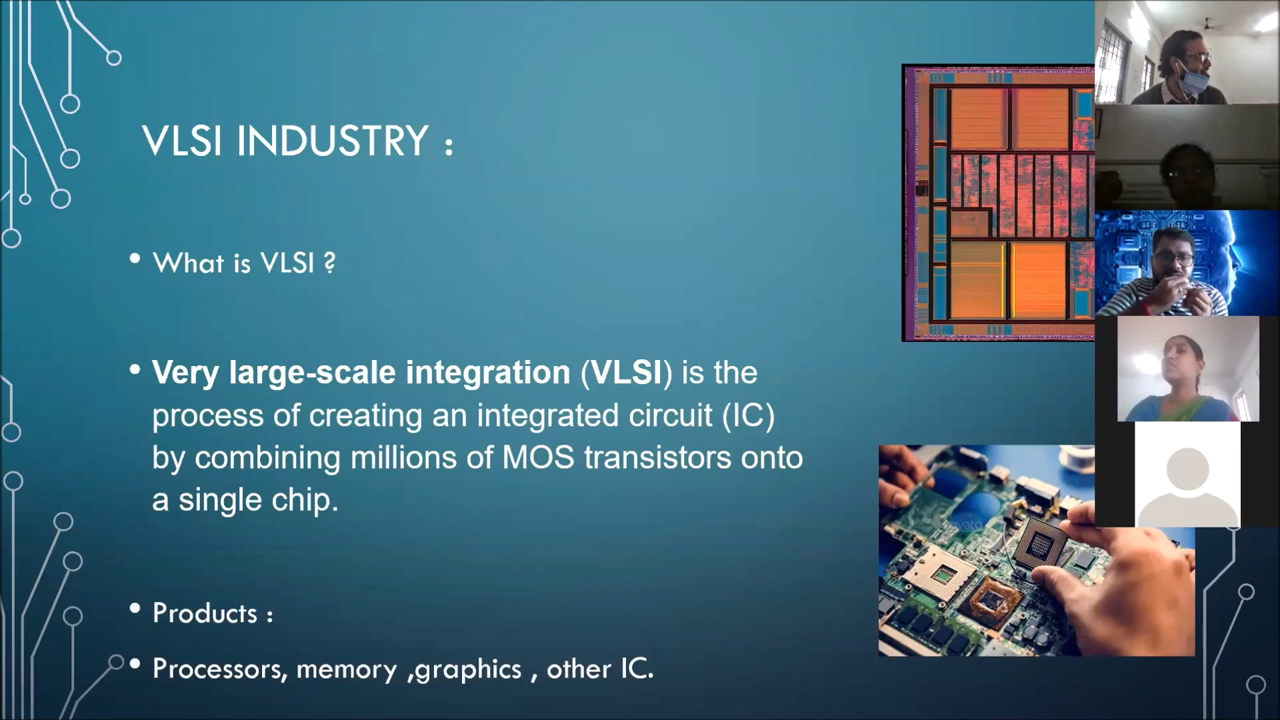 VLSI INDUSTRY :
• What is VLSI ?
• Very large-scale integration (VLSI) is the
process of creating an integrated circuit (IC)
by combining millions of MOS transistors onto
a single chip.
• Products :
• Processors, memory ,graphics , other IC.